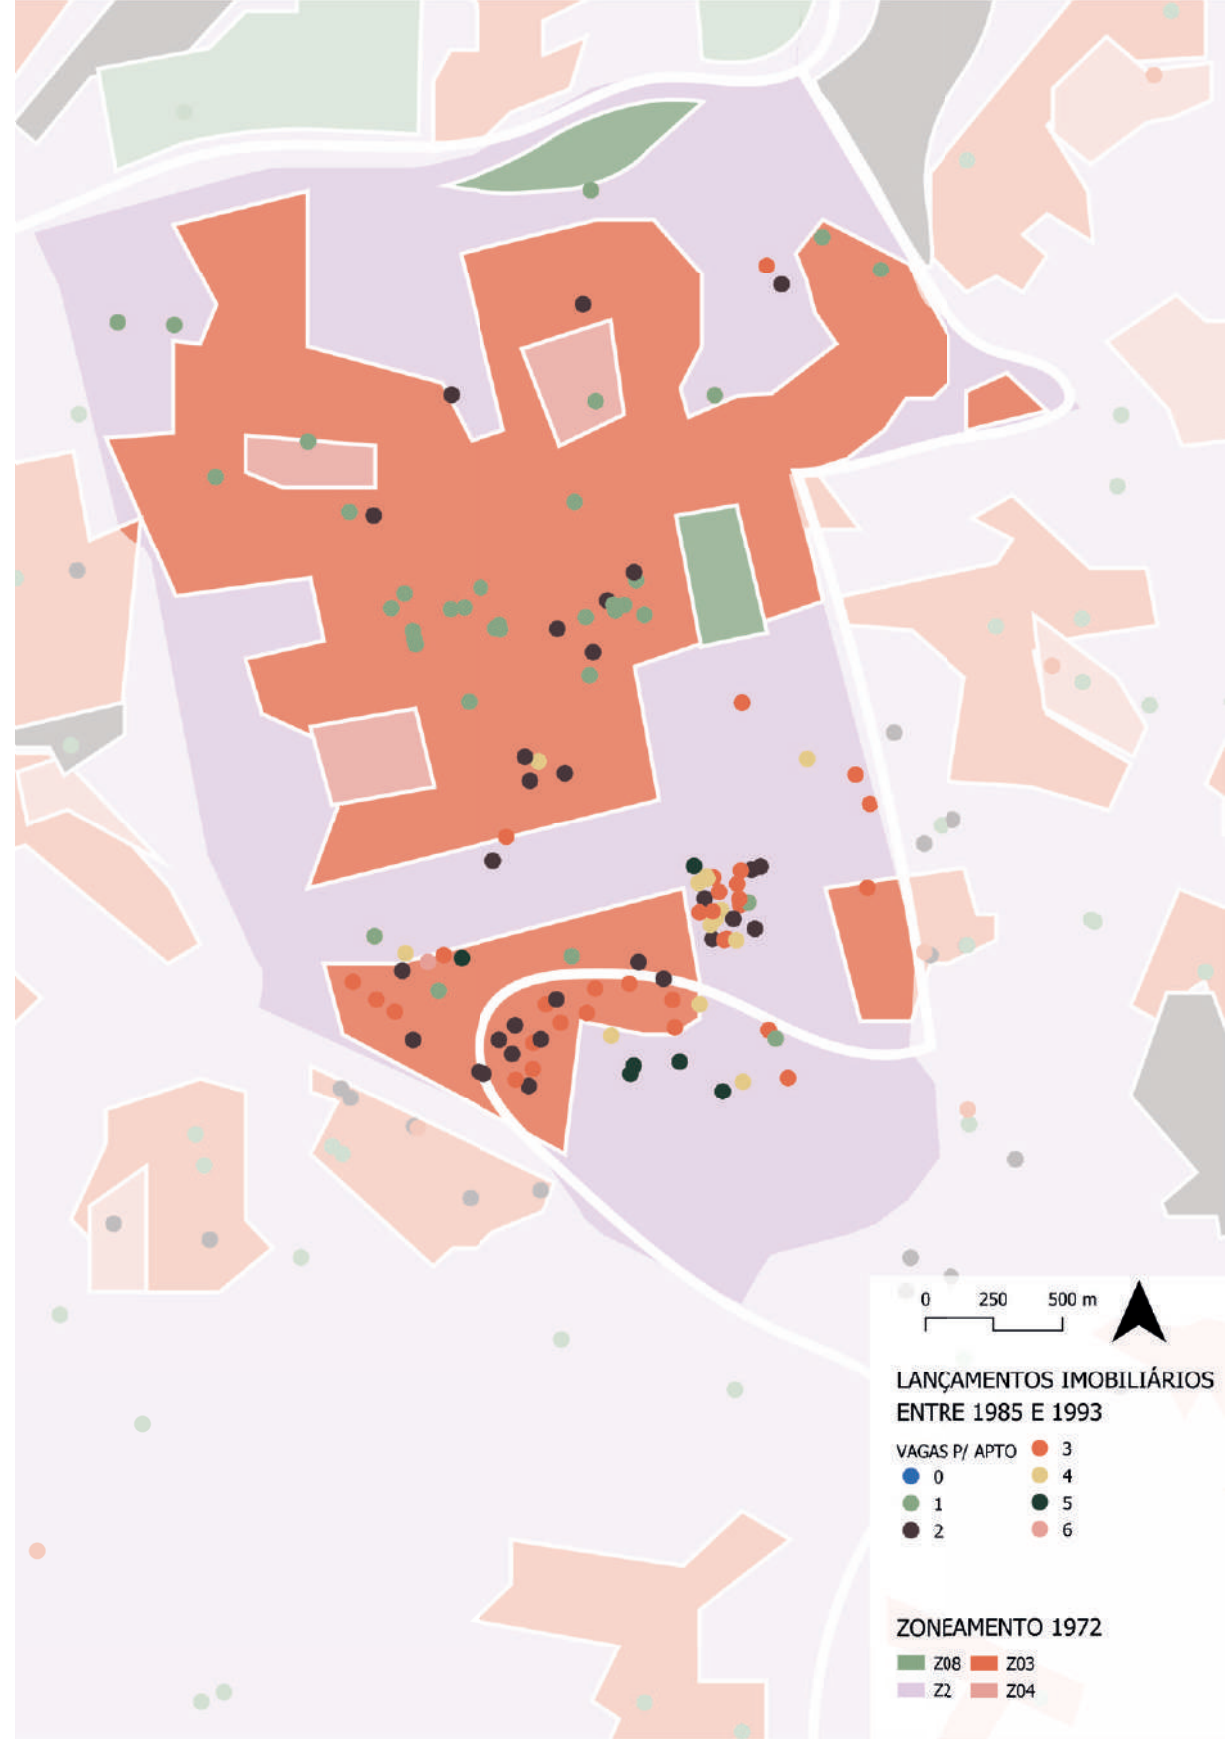 0 250 500 m
LANÇAMENTOS IMOBILIÁRIOS
ENTRE 1985 E 1993
VAGAS P/ APTO
0
1
2
3
4
5
6
ZONEAMENTO 1972
Z08 Z03
Z2 Z04